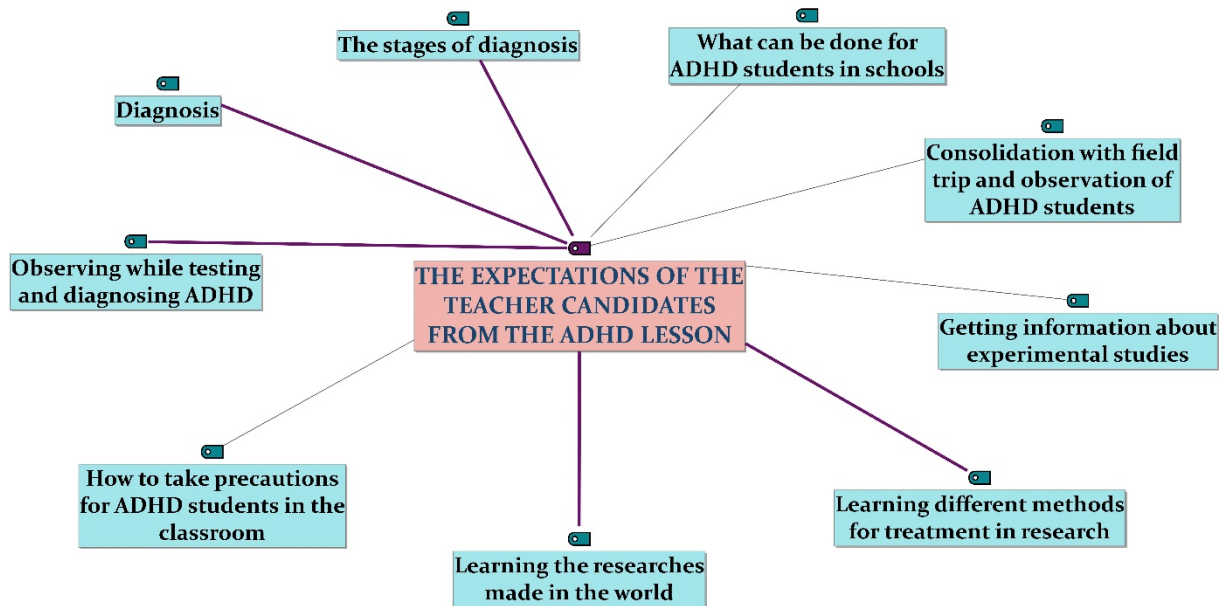 The stages of diagnosis
What can be done for
ADHD students in schools
Diagnosis
Consolidation with field
trip and observation of
ADHD students
Observing while testing
and diagnosing ADHD
THE EXPECTATIONS OF THE
TEACHER CANDIDATES
FROM THE ADHD LESSON
Getting information about
experimental studies
How to take precautions
for ADHD students in the
classroom
Learning the researches
made in the world
Learning different methods
for treatment in research